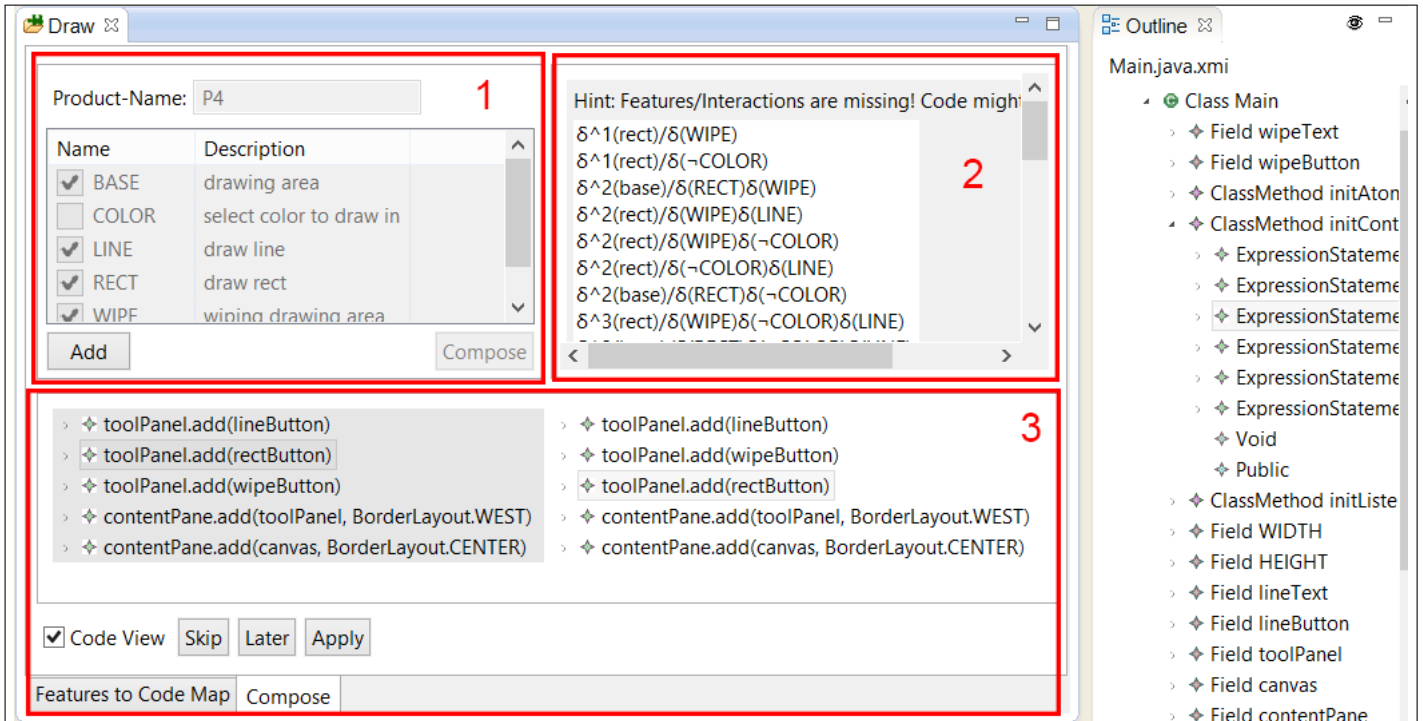 Draw
Product-Name: P4
1
Name Description
BASE drawing area
COLOR select color to draw in
LINE draw line
RECT draw rect
WIPE wiping drawing area
Add Compose
Hint: Features/Interactions are missing! Code might
δ^1(rect)/δ(WIPE)
δ^1(rect)/δ(¬COLOR)
2
δ^2(base)/δ(RECT)δ(WIPE)
δ^2(rect)/δ(WIPE)δ(LINE)
δ^2(rect)/δ(WIPE)δ(¬COLOR)
δ^2(rect)/δ(¬COLOR)δ(LINE)
δ^2(base)/δ(RECT)δ(¬COLOR)
δ^3(rect)/δ(WIPE)δ(¬COLOR)δ(LINE)
toolPanel.add(lineButton)
toolPanel.add(rectButton)
toolPanel.add(wipeButton)
contentPane.add(toolPanel, BorderLayout.WEST)
contentPane.add(canvas, BorderLayout.CENTER)
toolPanel.add(lineButton)
toolPanel.add(wipeButton)
toolPanel.add(rectButton)
contentPane.add(toolPanel, BorderLayout.WEST)
contentPane.add(canvas, BorderLayout.CENTER)
3
Code View Skip Later Apply
Features to Code Map Compose
Outline
Main.java.xmi
Class Main
Field wipeText
Field wipeButton
ClassMethod initAton
ClassMethod initCont
ExpressionStateme
ExpressionStateme
ExpressionStateme
ExpressionStateme
ExpressionStateme
ExpressionStateme
Void
Public
ClassMethod initListe
Field WIDTH
Field HEIGHT
Field lineText
Field lineButton
Field toolPanel
Field canvas
Field contentPane